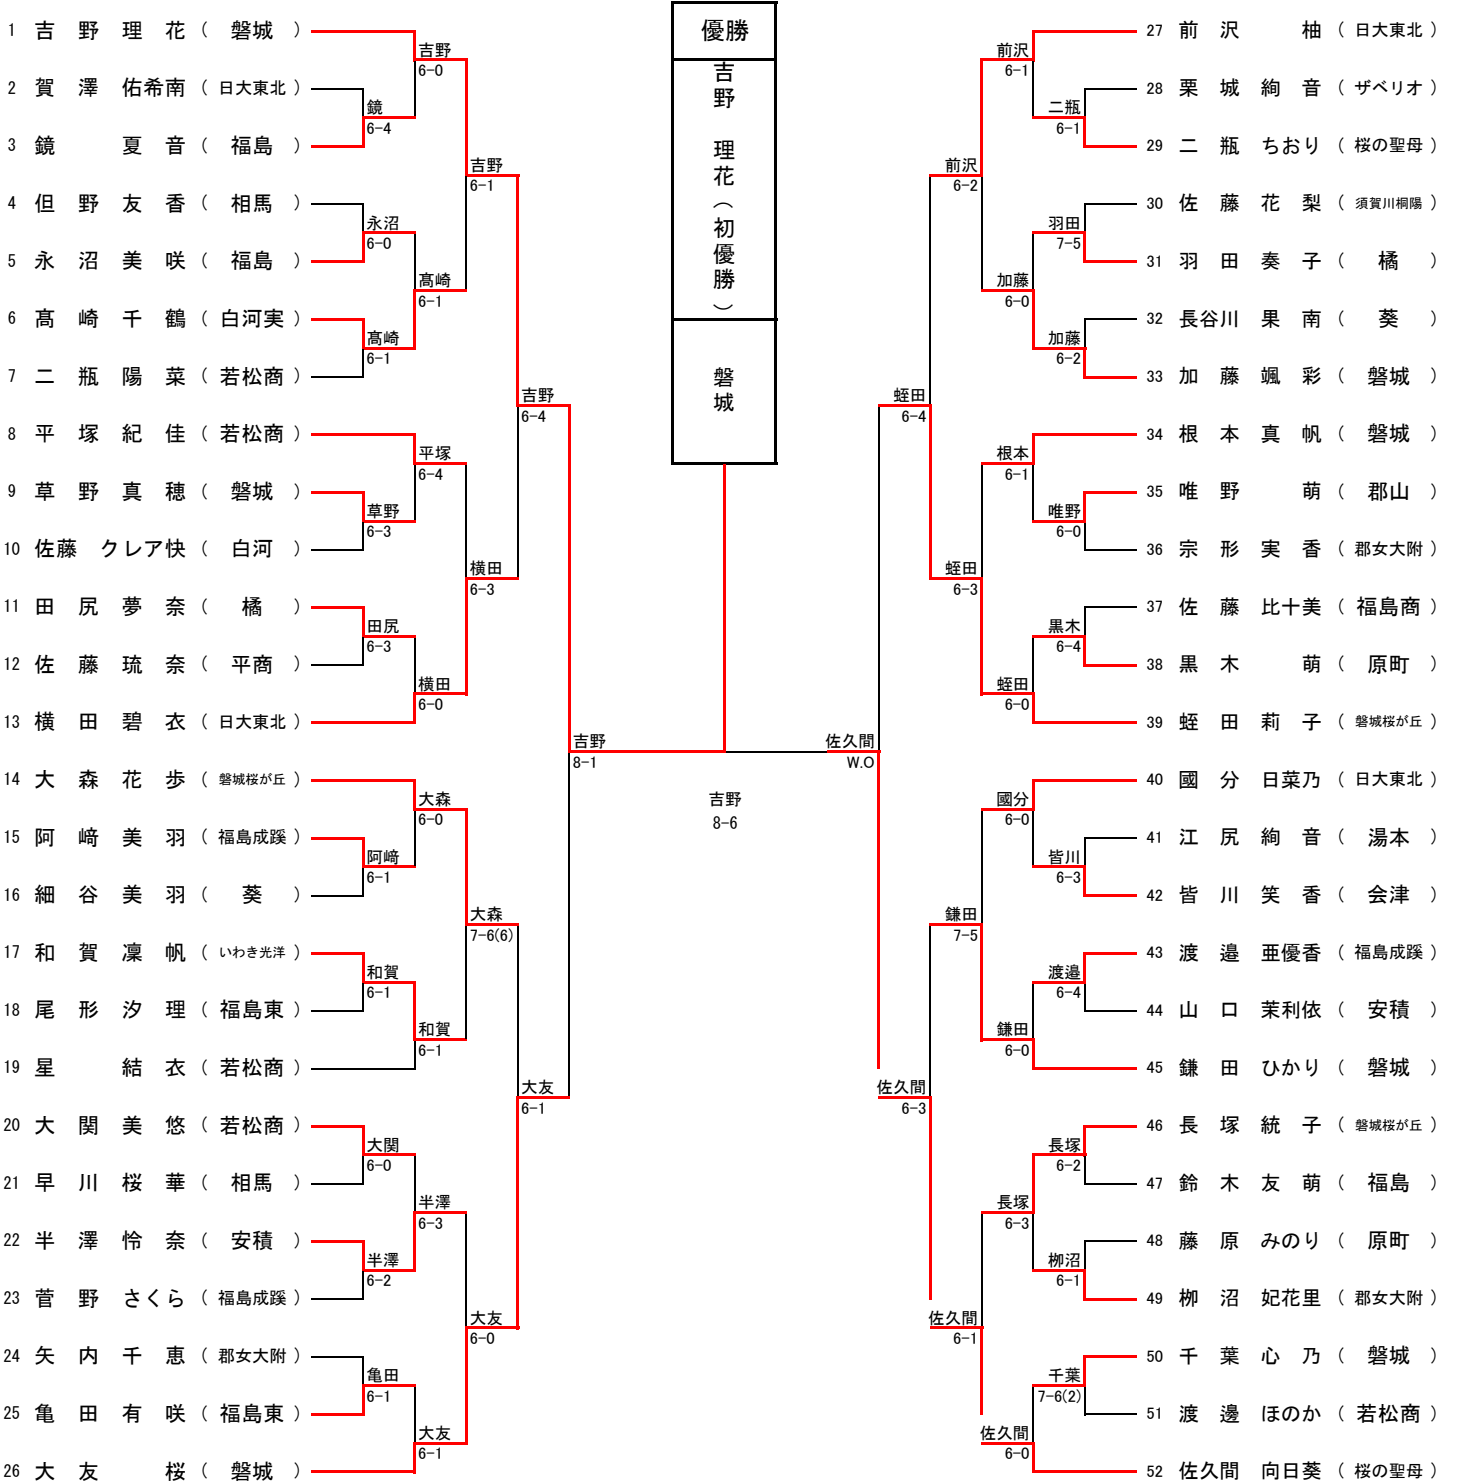 優勝
吉野 理花（初優勝）
磐城
1 吉野理花（磐城）
2 賀澤佑希南（日大東北）
3 鏡夏音（福島）
4 但野友香（相馬）
5 永沼美咲（福島）
6 髙崎千鶴（白河実）
7 二瓶陽菜（若松商）
8 平塚紀佳（若松商）
9 草野真穂（磐城）
10 佐藤 クレア快（白河）
11 田尻夢奈（橘）
12 佐藤琉奈（平商）
13 横田碧衣（日大東北）
14 大森花歩（磐城桜が丘）
15 阿﨑美羽（福島成蹊）
16 細谷美羽（葵）
17 和賀凜帆（いわき光洋）
18 尾形汐理（福島東）
19 星結衣（若松商）
20 大関美悠（若松商）
21 早川桜華（相馬）
22 半澤怜奈（安積）
23 菅野さくら（福島成蹊）
24 矢内千恵（郡女大附）
25 亀田有咲（福島東）
26 大友桜（磐城）
吉野
6-0
鏡
6-4
吉野
6-1
永沼
6-0
髙崎
6-1
髙崎
6-1
吉野
6-4
平塚
6-4
草野
6-3
横田
6-3
田尻
6-3
横田
6-0
吉野
8-1
大森
6-0
阿﨑
6-1
大森
7-6(6)
和賀
6-1
和賀
6-1
大友
6-1
大関
6-0
半澤
6-3
半澤
6-2
大友
6-0
亀田
6-1
大友
6-1
吉野
8-6
27 前沢柚（日大東北）
28 栗城絢音（ザベリオ）
29 二瓶ちおり（桜の聖母）
30 佐藤花梨（須賀川桐陽）
31 羽田奏子（橘）
32 長谷川果南（葵）
33 加藤颯彩（磐城）
34 根本真帆（磐城）
35 唯野萌（郡山）
36 宗形実香（郡女大附）
37 佐藤比十美（福島商）
38 黒木萌（原町）
39 蛭田莉子（磐城桜が丘）
40 國分日菜乃（日大東北）
41 江尻絢音（湯本）
42 皆川笑香（会津）
43 渡邉亜優香（福島成蹊）
44 山口茉利依（安積）
45 鎌田ひかり（磐城）
46 長塚統子（磐城桜が丘）
47 鈴木友萌（福島）
48 藤原みのり（原町）
49 栁沼妃花里（郡女大附）
50 千葉心乃（磐城）
51 渡邊ほのか（若松商）
52 佐久間 向日葵（桜の聖母）
前沢
6-1
二瓶
6-1
前沢
6-2
羽田
7-5
加藤
6-0
加藤
6-2
蛭田
6-4
根本
6-1
唯野
6-0
蛭田
6-3
黒木
6-4
蛭田
6-0
佐久間
W.O
國分
6-0
皆川
6-3
鎌田
7-5
渡邉
6-4
鎌田
6-0
佐久間
6-3
長塚
6-2
長塚
6-3
栁沼
6-1
佐久間
6-1
千葉
7-6(2)
佐久間
6-0